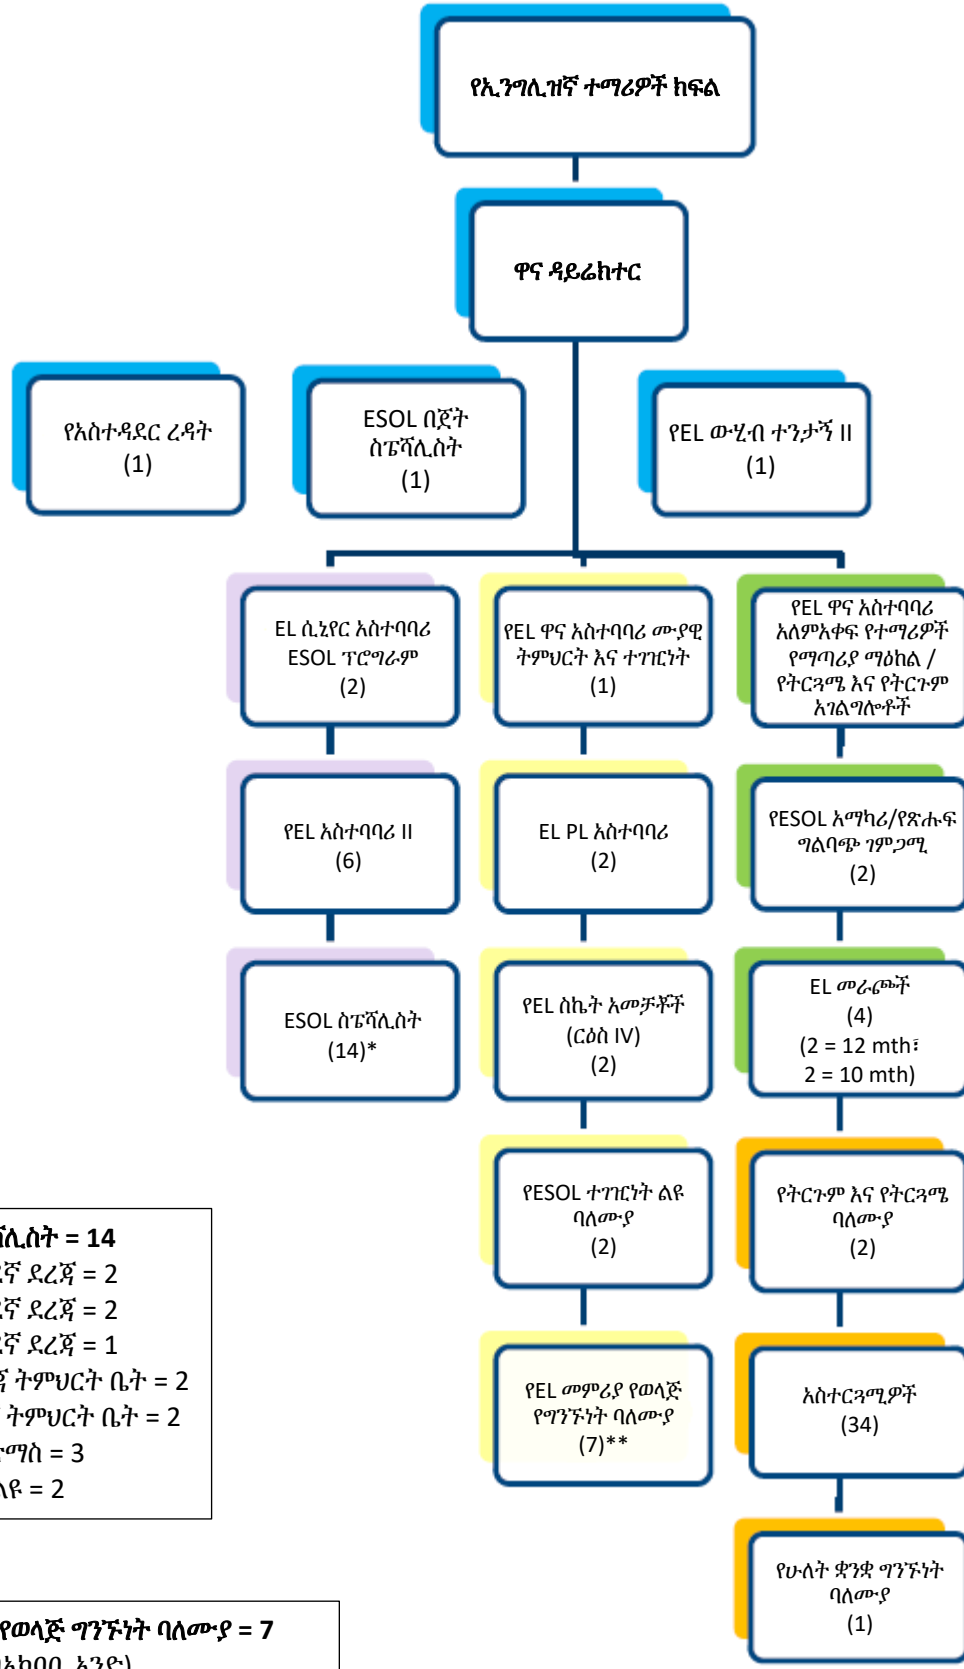 የኢንግሊዝኛ ተማሪዎች ክፍል
ዋና ዳይሬክተር
የአስተዳደር ረዳት
(1)
ESOL በጀት
ስፔሻሊስት
(1)
የEL ውሂብ ተንታኝ II
(1)
EL ሲኒየር አስተባባሪ
ESOL ፕሮግራም
(2)
የEL አስተባባሪ II
(6)
ESOL ስፔሻሊስት
(14)*
የEL ዋና አስተባባሪ ሙያዊ
ትምህርት እና ተገዢነት
(1)
EL PL አስተባባሪ
(2)
የEL ስኬት አመቻቾች
(ርዕስ IV)
(2)
የESOL ተገዢነት ልዩ
ባለሙያ
(2)
የEL መምሪያ የወላጅ
የግንኙነት ባለሙያ
(7)**
የEL ዋና አስተባባሪ
አለምአቀፍ የተማሪዎች
የማጣሪያ ማዕከል /
የትርጓሜ እና የትርጉም
አገልግሎቶች
የESOL አማካሪ/የጽሑፍ
ግልባጭ ገምጋሚ
(2)
EL መራጮች
(4)
(2 = 12 mth፣
2 = 10 mth)
የትርጉም እና የትርጓሜ
ባለሙያ
(2)
አስተርጓሚዎች
(34)
የሁለት ቋንቋ ግንኙነት
ባለሙያ
(1)
ሻሊስት = 14
ደረጃ = 2
ደረጃ = 2
ደረጃ = 1
ትምህርት ቤት = 2
ትምህርት ቤት = 2
= 3
= 2
የወላጅ ግንኙነት ባለሙያ = 7